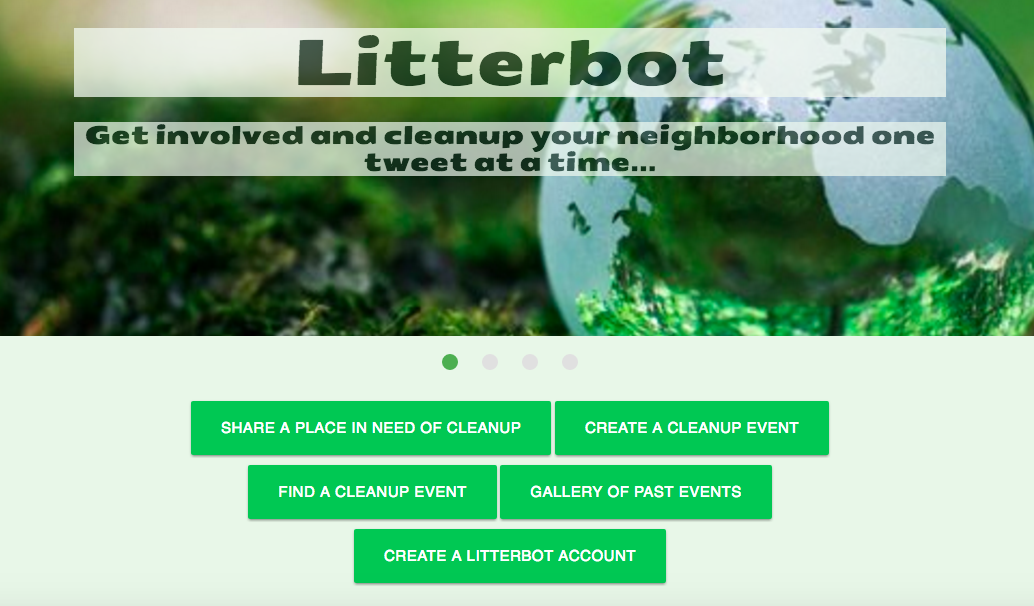 Litterbot
Get involved and cleanup your neighborhood one
tweet at a time...
SHARE A PLACE IN NEED OF CLEANUP
CREATE A CLEANUP EVENT
FIND A CLEANUP EVENT
GALLERY OF PAST EVENTS
CREATE A LITTERBOT ACCOUNT